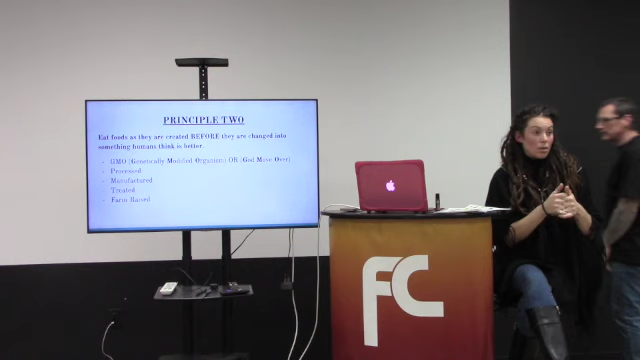 PRINCIPLE TWO
Eat foods as they are created BEFORE they are changed into
something humans think is better.
- GMO (Genetically Modified Organism) OR (God Move Over)
- Processed
- Manufactured
- Treated
- Farm Raised
FC